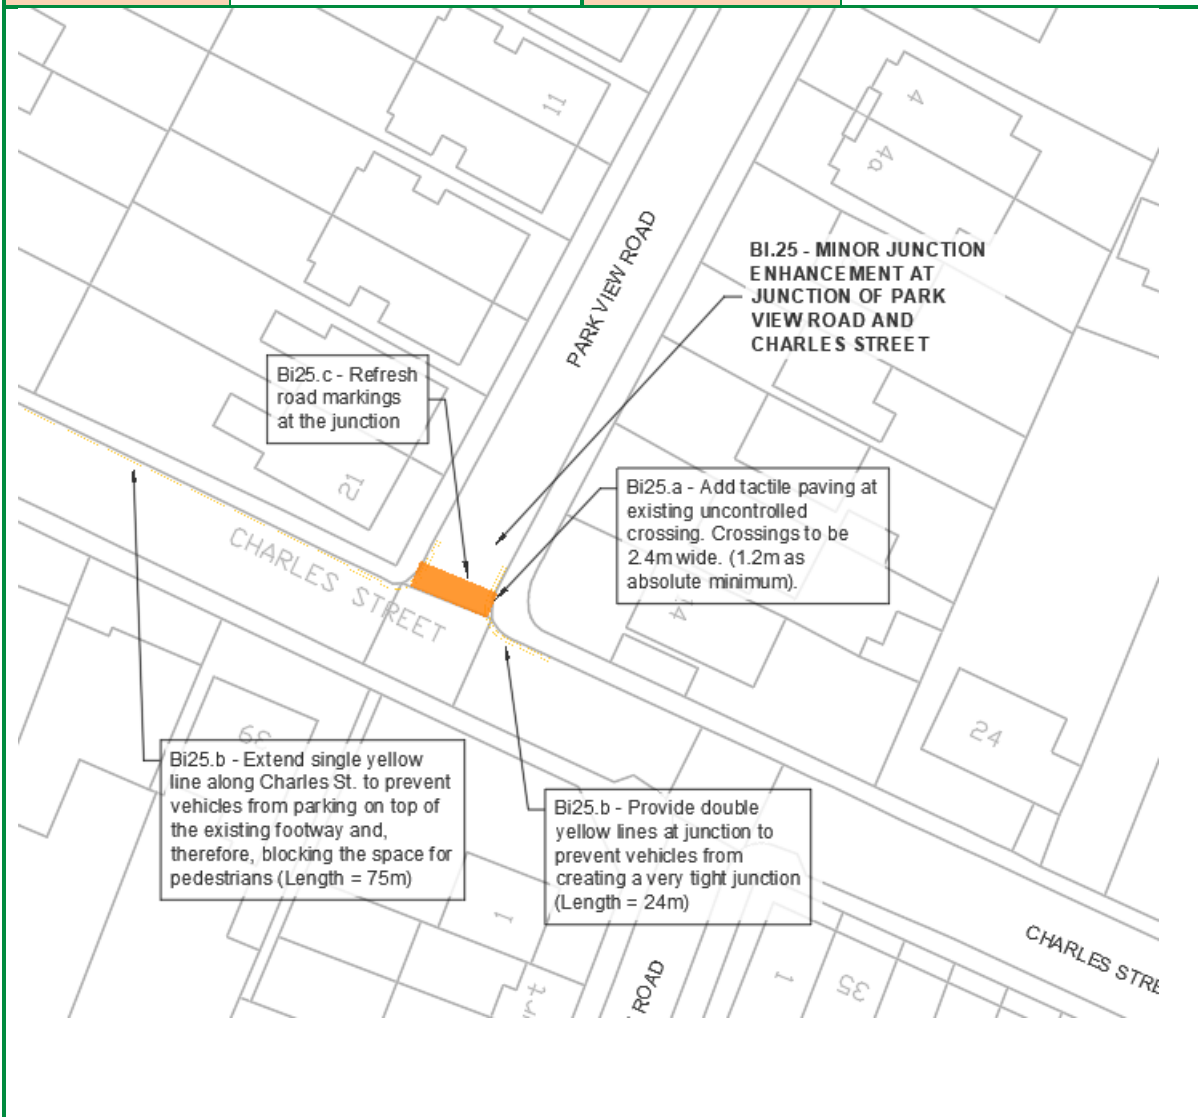 11
4
4a
PARK VIEW ROAD
BI.25 - MINOR JUNCTION
ENHANCEMENT AT
JUNCTION OF PARK
VIEW ROAD AND
CHARLES STREET
Bi25.c - Refresh
road markings
at the junction
21
Bi25.a - Add tactile paving at
existing uncontrolled
crossing. Crossings to be
2.4m wide. (1.2m as
absolute minimum).
CHARLES STREET
24
Bi25.b - Extend single yellow
line along Charles St. to prevent
vehicles from parking on top of
the existing footway and,
therefore, blocking the space for
pedestrians (Length = 75m)
Bi25.b - Provide double
yellow lines at junction to
prevent vehicles from
creating a very tight junction
(Length = 24m)
1
1
35
CHARLES STRE
ROAD